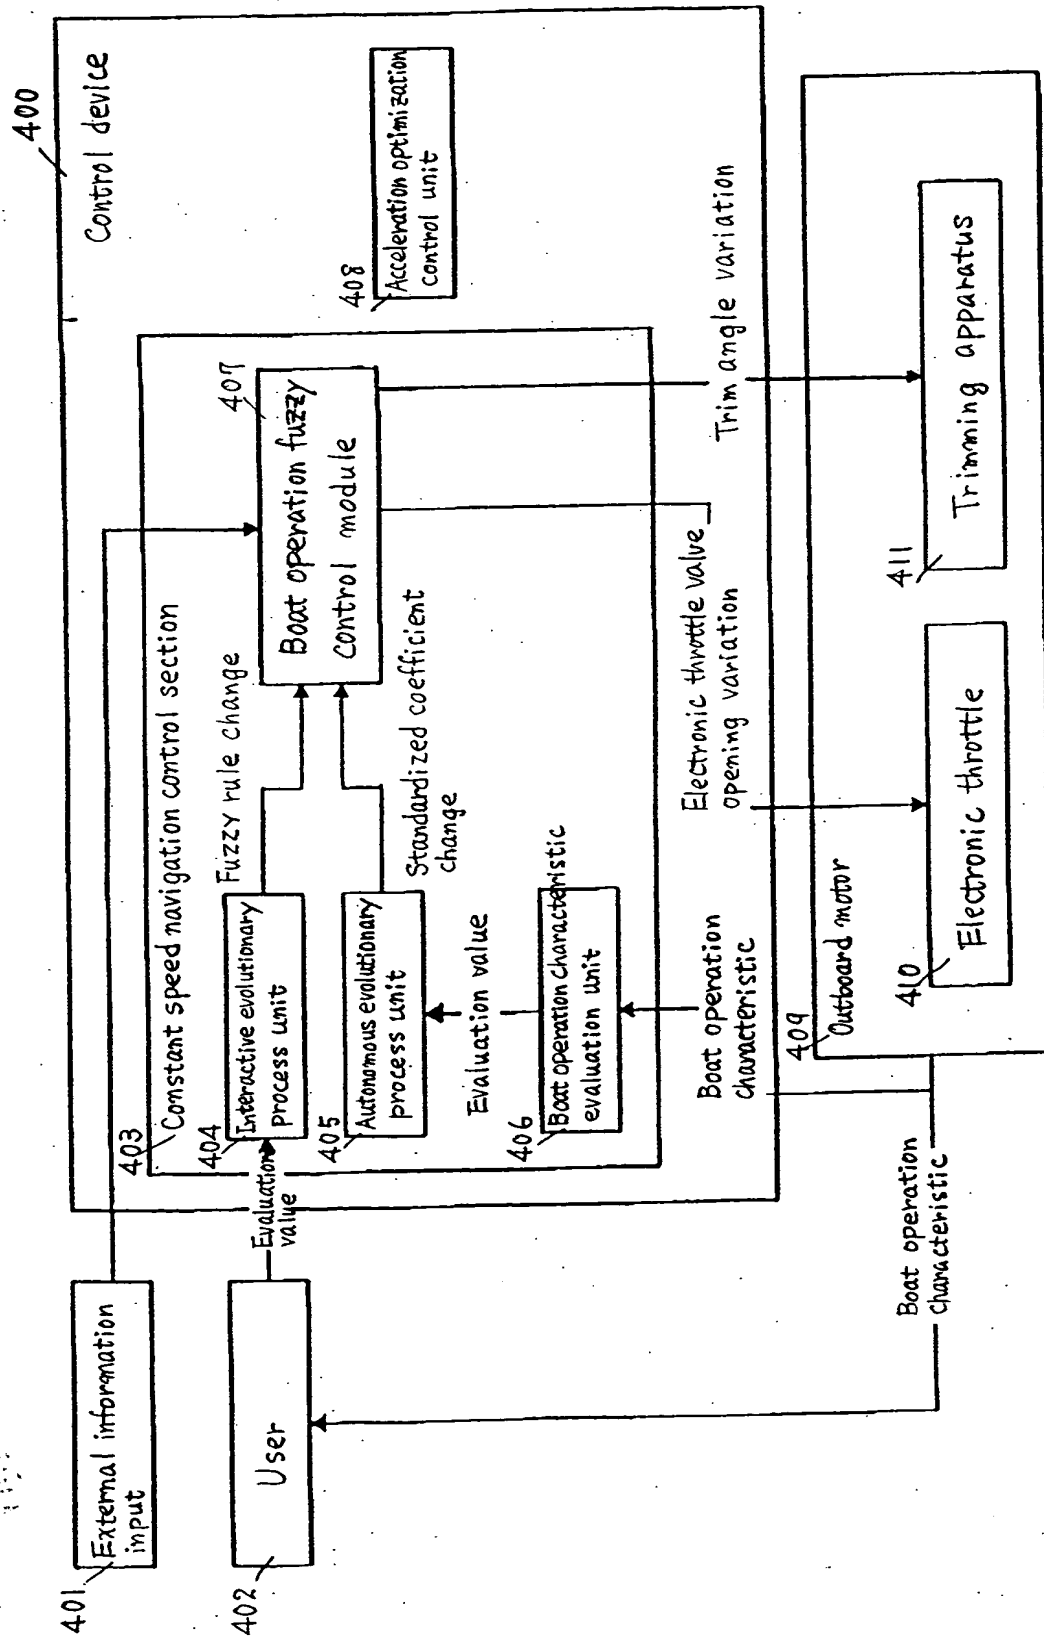 400
Control device
401
External information
input
402
User
Evaluation
value
403
Constant speed navigation control section
404
Interactive evolutionary
process unit
Fuzzy rule change
405
Autonomous evolutionary
process unit
Standardized coefficient
change
Evaluation value
406
Boat operation characteristic
evaluation unit
407
Boat operation fuzzy
control module
408
Acceleration optimization
control unit
Boat operation
characteristic
Electronic throttle value
opening variation
Trim angle variation
409
Outboard motor
410
Electronic throttle
411
Trimming apparatus
Boat operation
characteristic